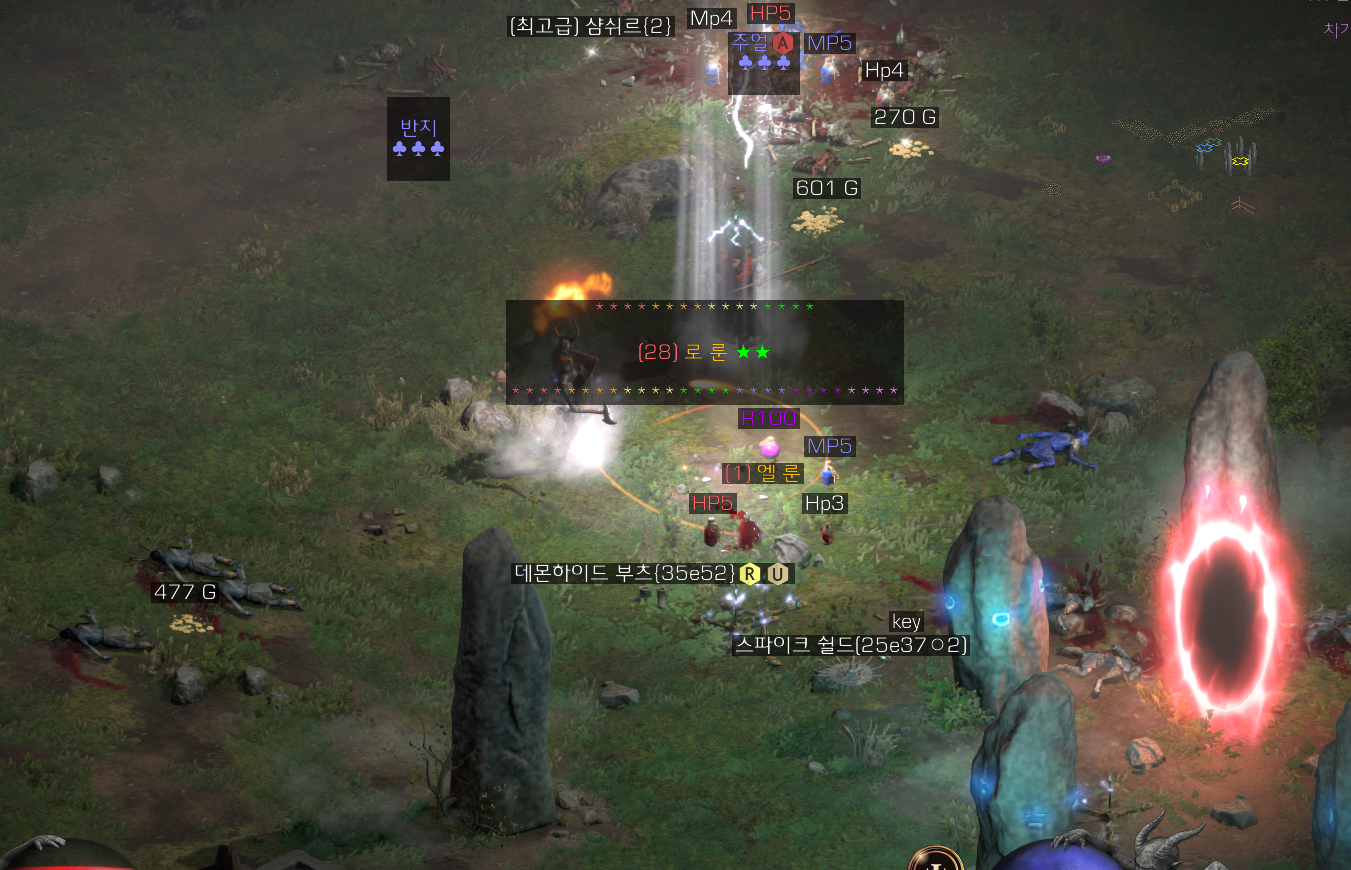 (최고급) 샴쉬르{2}
Mp4
HP5
차
주얼 A
♣♣♣
MP5
Hp4
270 G
반지
♣♣♣
601 G
* * * * * * * * * * * * * * * *
(28) 로 룬 ★★
* * * * * * * * * * * * * * * * * * * * * * * * * * * *
R100
MP5
(1) 엘 룬
HP5
Hp3
데몬하이드 부츠{35e52} R U
477 G
key
스파이크 쉴드(25e37○2)